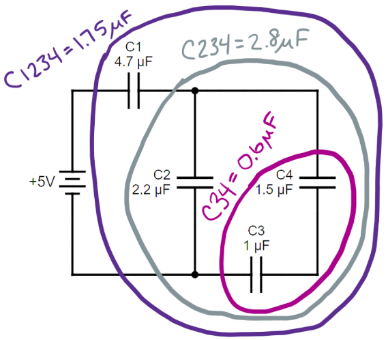 C1234=1.75µF
C234=2.8µF
C1
4.7 µF
C34=0.6µF
+5V
C2
2.2 µF
C4
1.5 µF
C3
1 µF